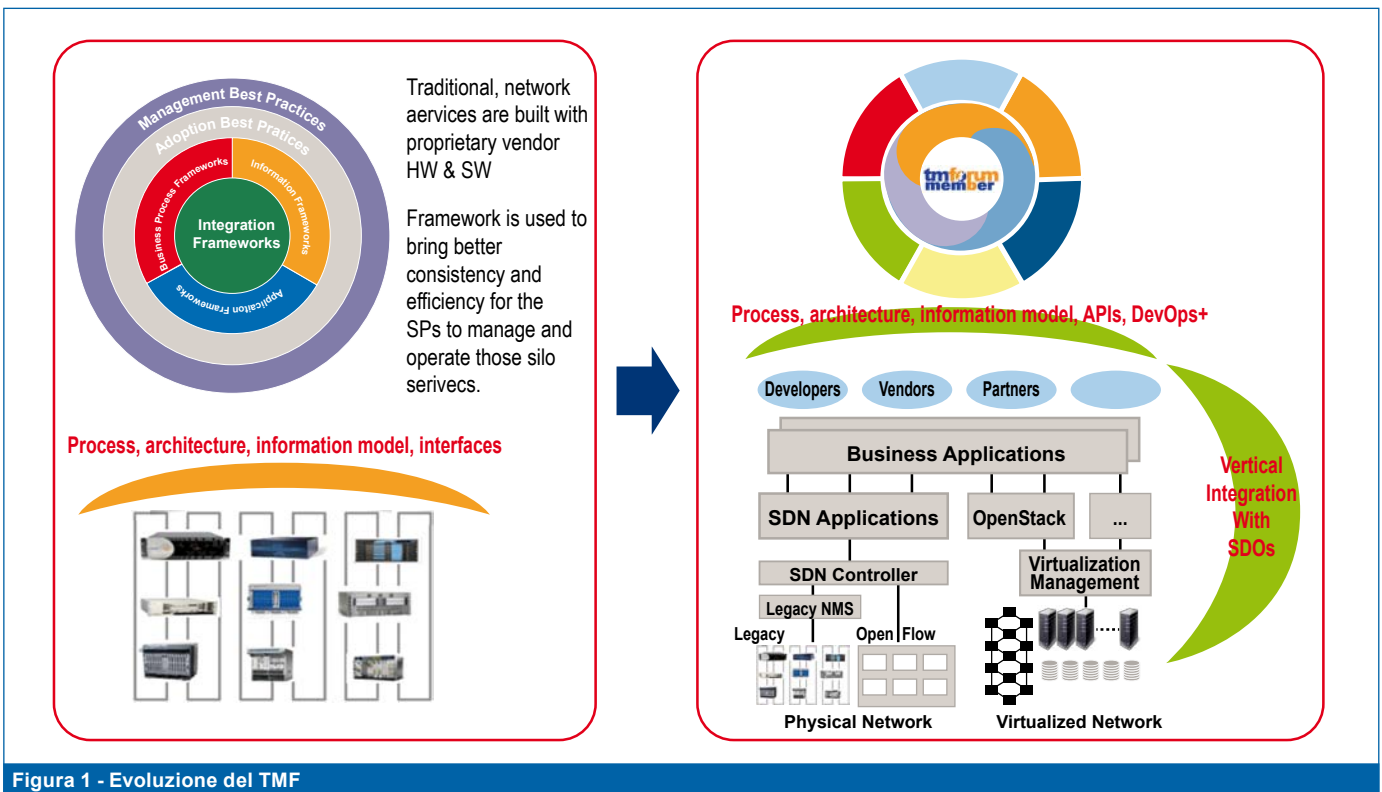 Management Best Practices
Adoption Best Pratices
Business Process Frameworks
Information Frameworks
Integration
Frameworks
Applicaiton Frameworks
Traditional, network
aervices are built with
proprietary vendor
HW & SW
Framework is used to
bring better
consistency and
efficiency for the
SPs to manage and
operate those silo
serivecs.
Process, architecture, information model, interfaces
tmforum
member
Process, architecture, information model, APIs, DevOps+
Developers
Vendors
Partners
Business Applications
SDN Applications
OpenStack
...
SDN Controller
Virtualization
Management
Legacy NMS
Legacy
Open Flow
Physical Network
Virtualized Network
Vertical
Integration
With
SDOs
Figura 1 - Evoluzione del TMF